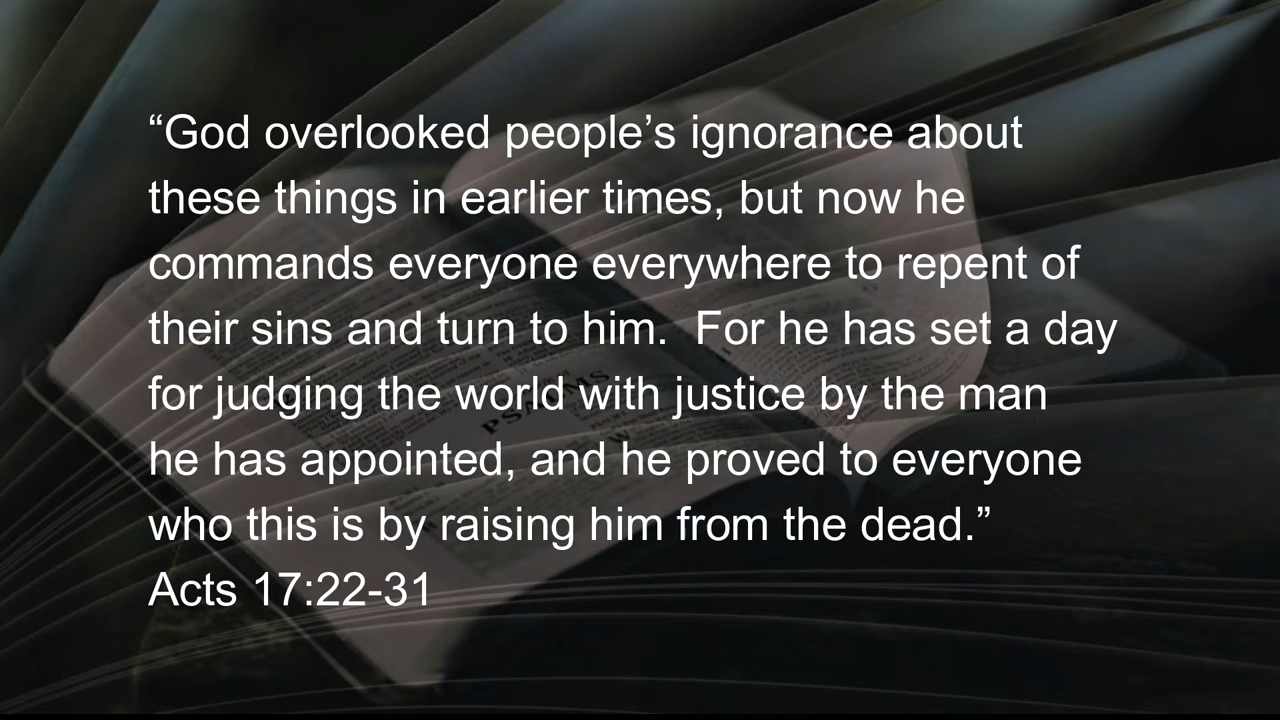 “God overlooked people’s ignorance about
these things in earlier times, but now he
commands everyone everywhere to repent of
their sins and turn to him.  For he has set a day
for judging the world with justice by the man
he has appointed, and he proved to everyone
who this is by raising him from the dead.”
Acts 17:22-31
PSALMS